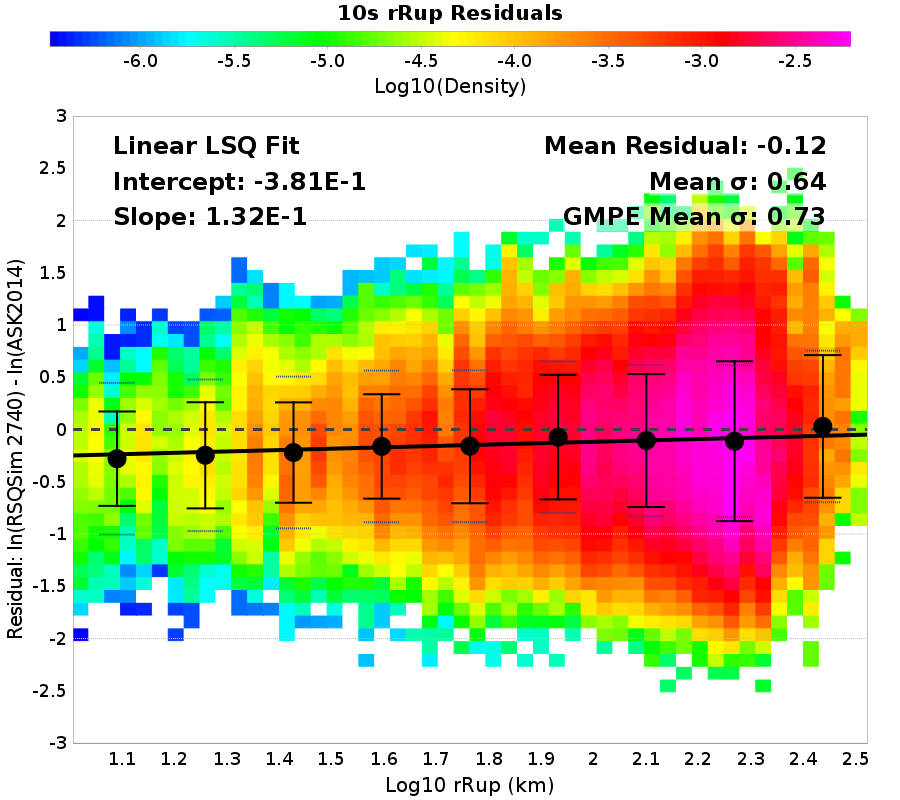 10s rRup Residuals
-6.0 -5.5 -5.0 -4.5 -4.0 -3.5 -3.0 -2.5
Log10(Density)
Linear LSQ Fit
Intercept: -3.81E-1
Slope: 1.32E-1
Mean Residual: -0.12
Mean σ: 0.64
GMPE Mean σ: 0.73
Residual: ln(RSQSim 2740) - ln(ASK2014)
3
2.5
2
1.5
1
0.5
0
-0.5
-1
-1.5
-2
-2.5
-3
1.1 1.2 1.3 1.4 1.5 1.6 1.7 1.8 1.9 2 2.1 2.2 2.3 2.4 2.5
Log10 rRup (km)